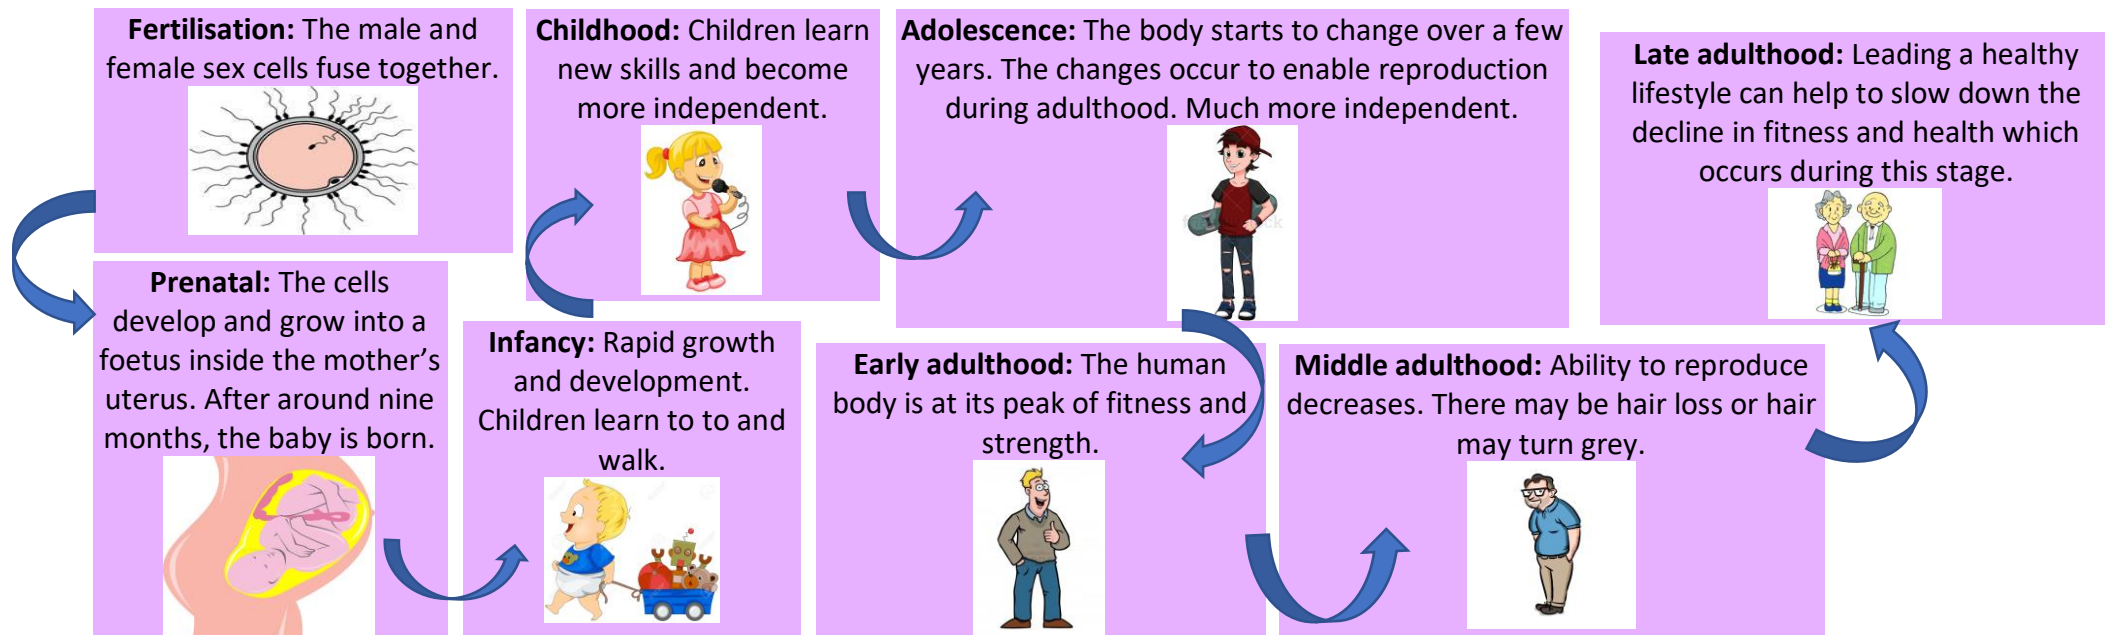 Fertilisation: The male and
female sex cells fuse together.
Prenatal: The cells
develop and grow into a
foetus inside the mother’s
uterus. After around nine
months, the baby is born.
Infancy: Rapid growth
and development.
Children learn to to and
walk.
Childhood: Children learn
new skills and become
more independent.
Adolescence: The body starts to change over a few
years. The changes occur to enable reproduction
during adulthood. Much more independent.
Early adulthood: The human
body is at its peak of fitness and
strength.
Middle adulthood: Ability to reproduce
decreases. There may be hair loss or hair
may turn grey.
Late adulthood: Leading a healthy
lifestyle can help to slow down the
decline in fitness and health which
occurs during this stage.